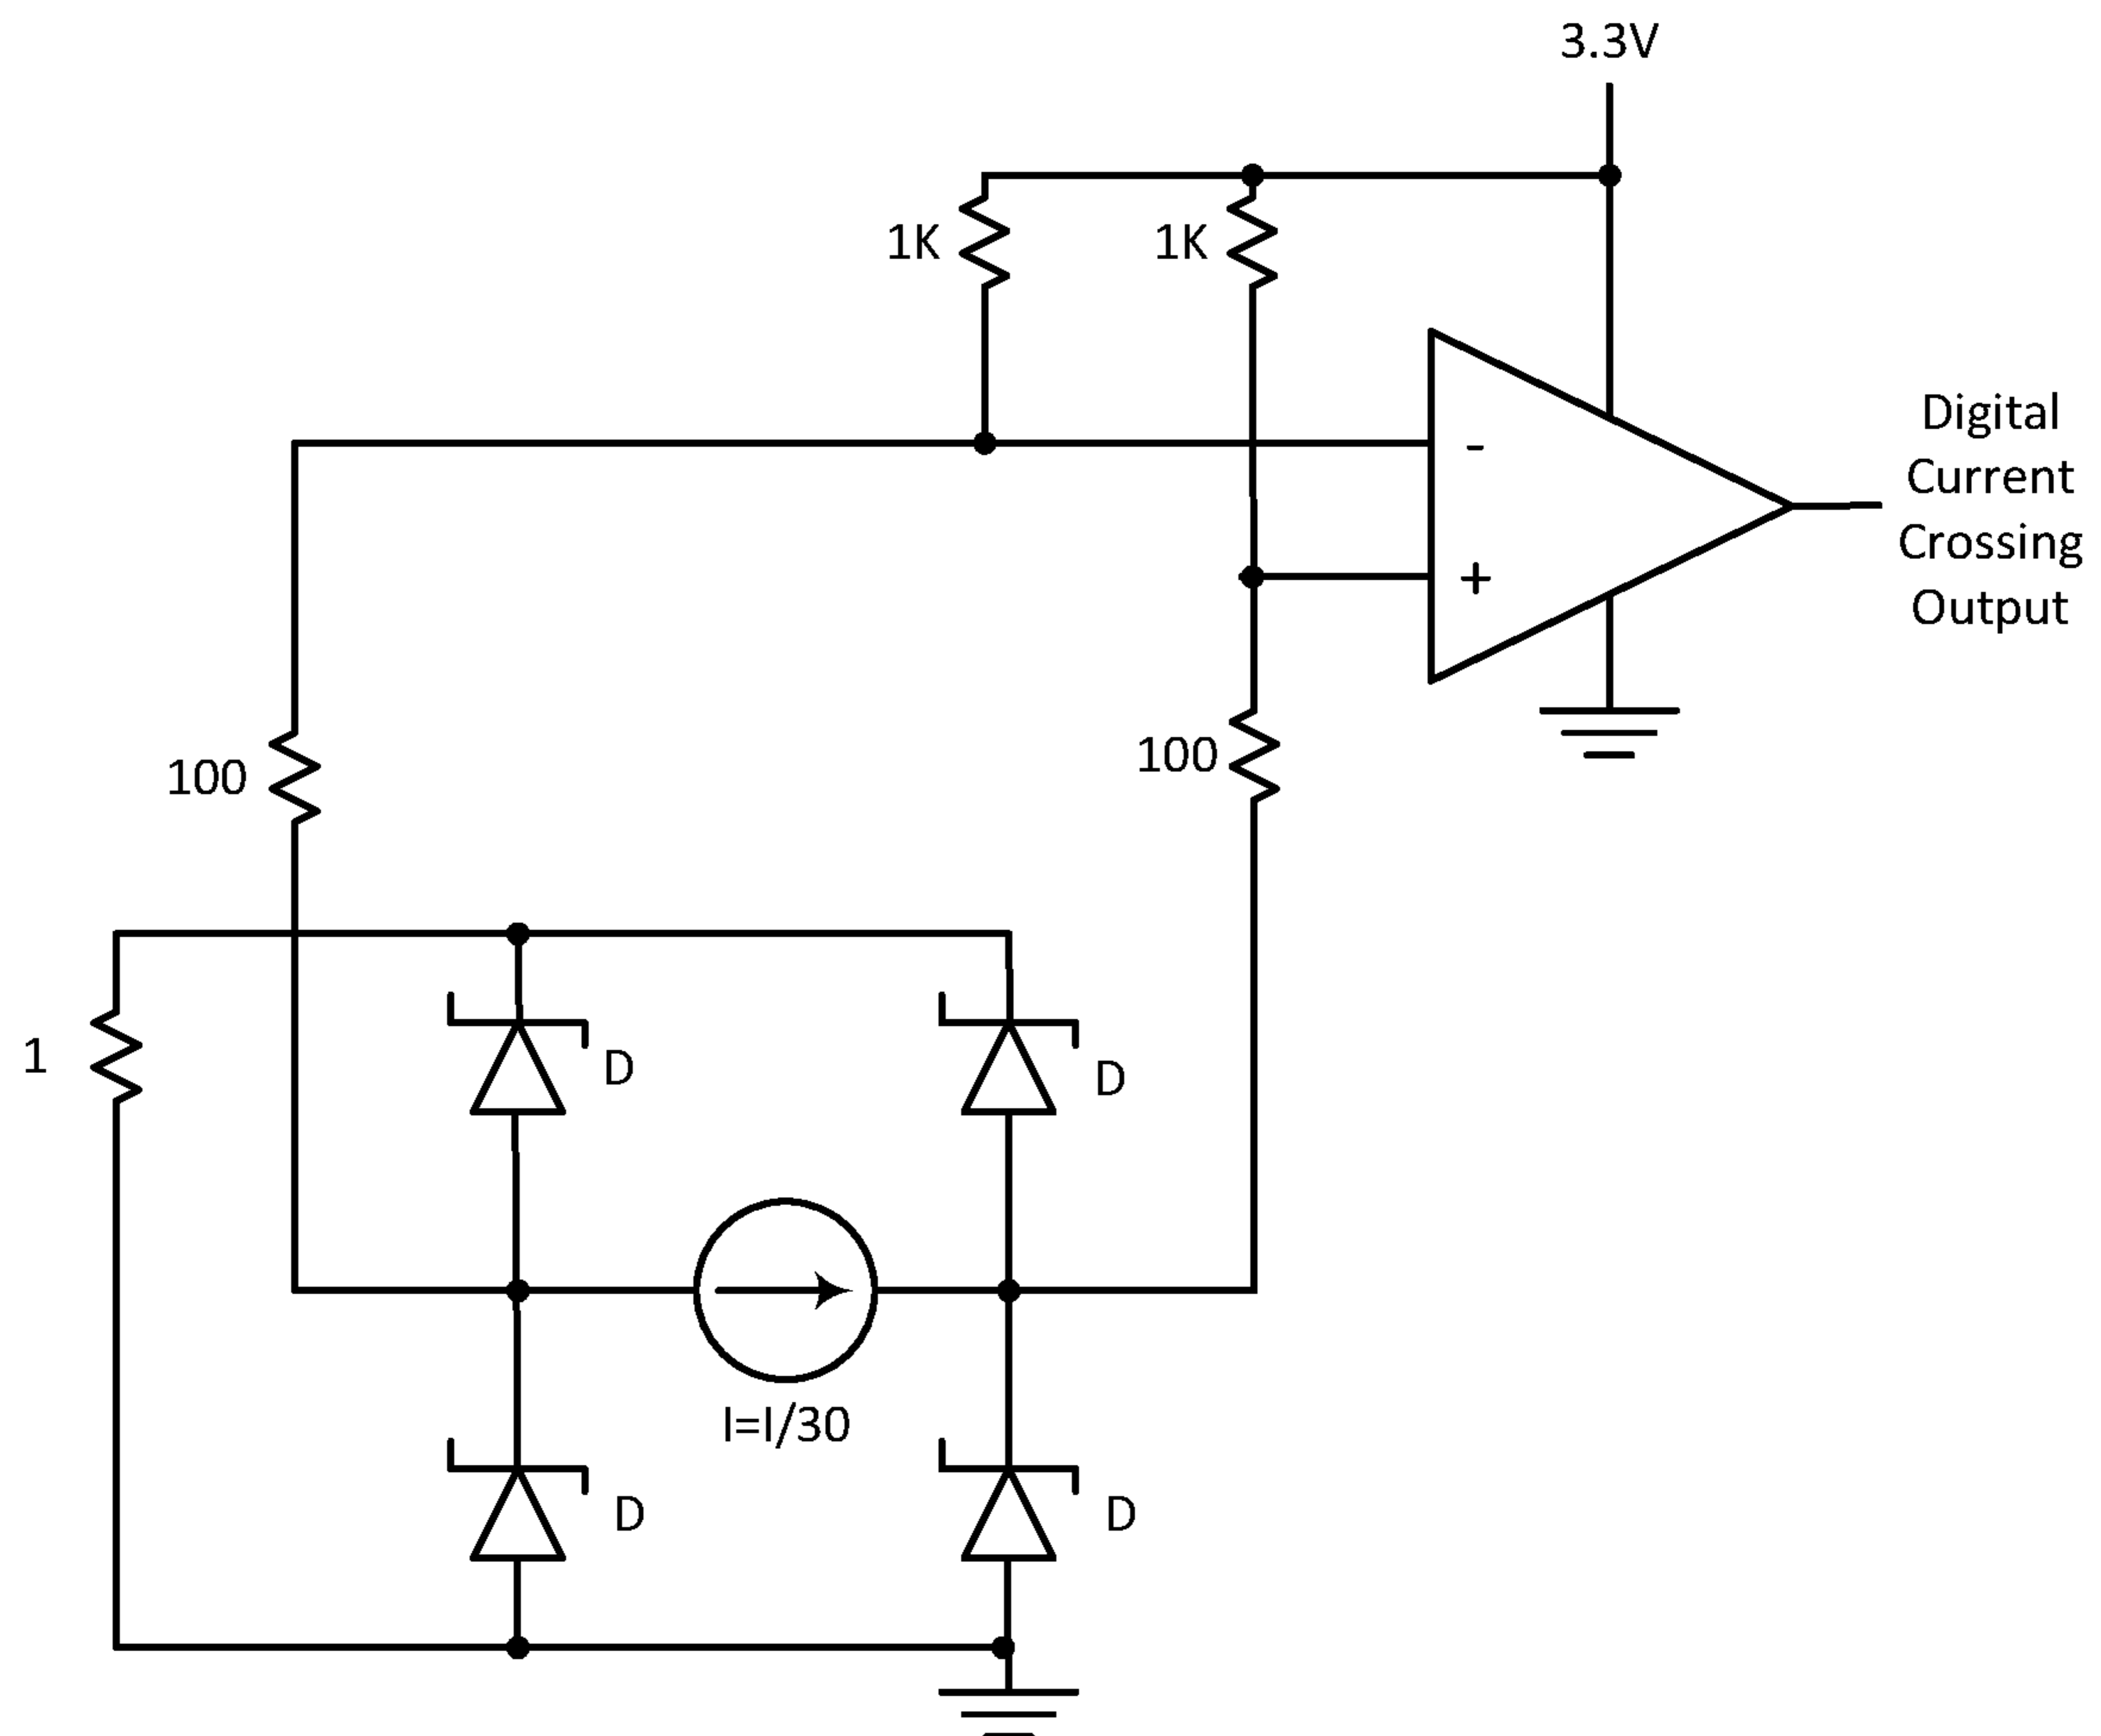 3.3V
1K
1K
-
+
Digital
Current
Crossing
Output
100
100
1
D
D
I=I/30
D
D